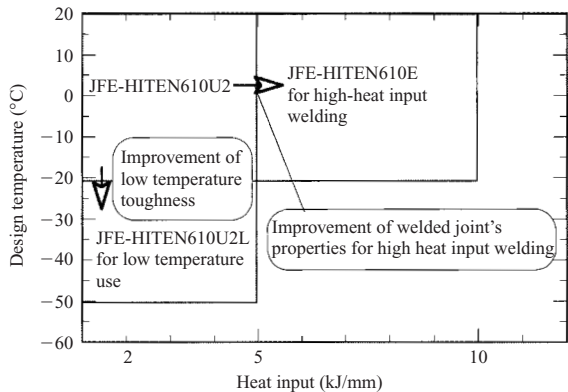 20
10
0
−10
−20
−30
−40
−50
−60
Design temperature (°C)
JFE-HITEN610U2
JFE-HITEN610E
for high-heat input
welding
Improvement of
low temperature
toughness
JFE-HITEN610U2L
for low temperature
use
Improvement of welded joint's
properties for high heat input welding
2
5
10
Heat input (kJ/mm)